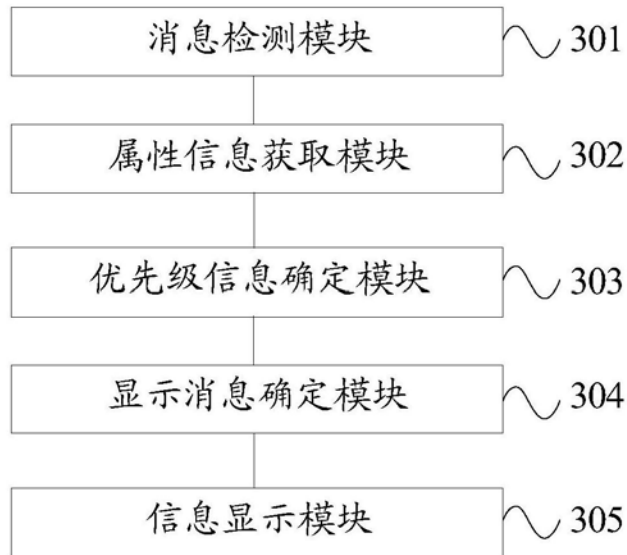 消息检测模块 301
属性信息获取模块 302
优先级信息确定模块 303
显示消息确定模块 304
信息显示模块 305